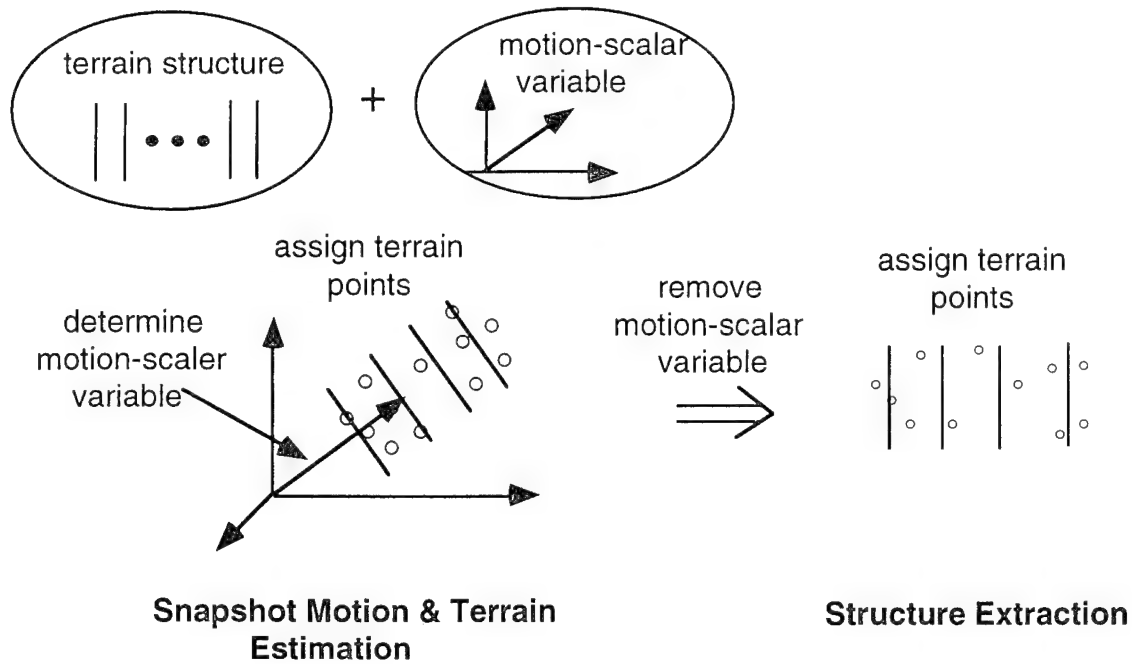 terrain structure
+
motion-scalar
variable
assign terrain
points
determine
motion-scaler
variable
remove
motion-scalar
variable
assign terrain
points
Snapshot Motion & Terrain
Estimation
Structure Extraction